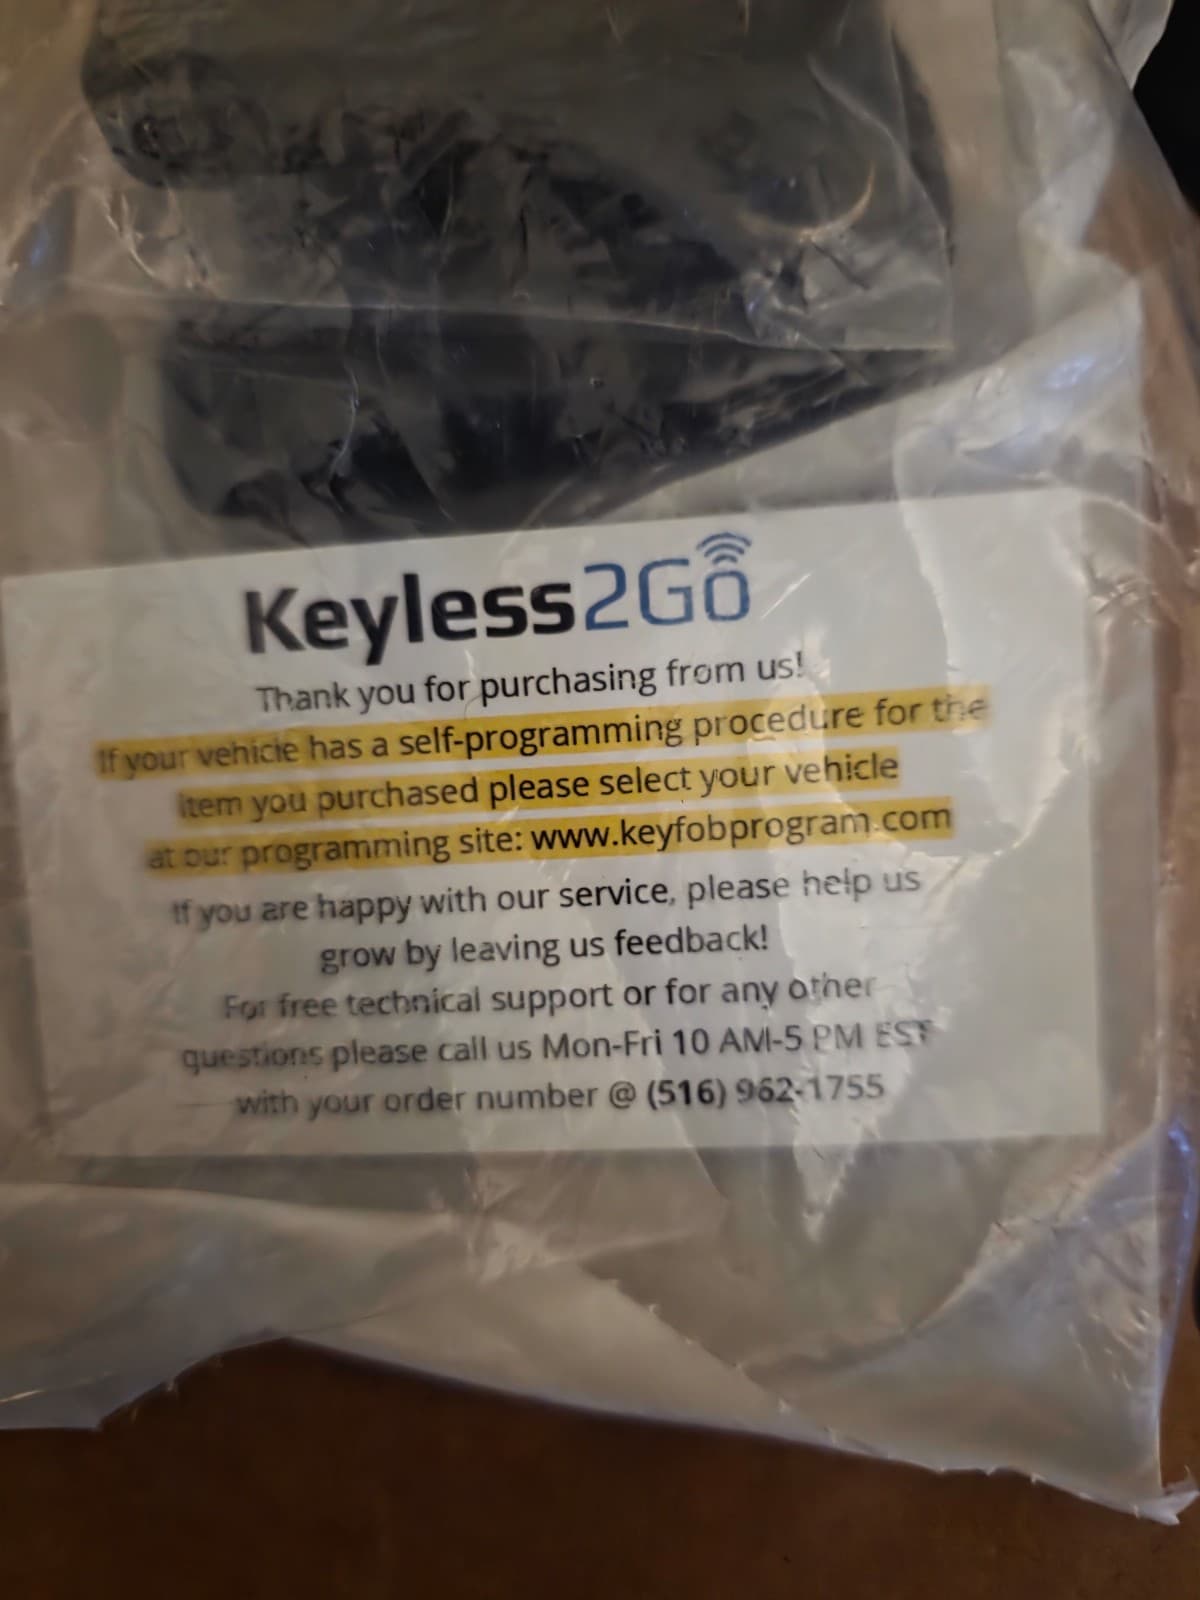 Keyless2Go
Thank you for purchasing from us!
If your vehicle has a self-programming procedure for the
item you purchased please select your vehicle
at our programming site: www.keyfobprogram.com
If you are happy with our service, please help us
grow by leaving us feedback!
For free technical support or for any other
questions please call us Mon-Fri 10 AM-5 PM EST
with your order number @ (516) 962-1755